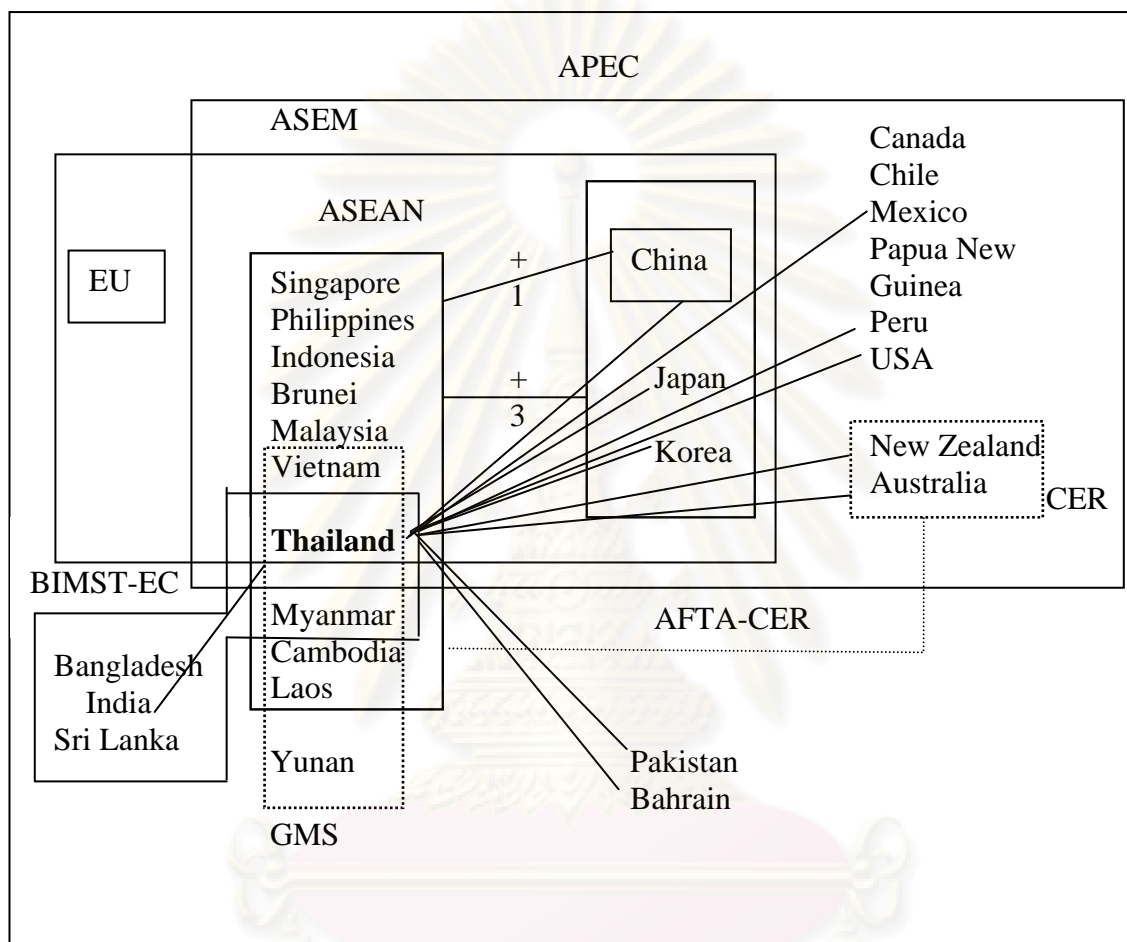 APEC
ASEM
Canada
Chile
Mexico
Papua New
Guinea
Peru
USA
ASEAN
EU
Singapore
Philippines
Indonesia
Brunei
Malaysia
Vietnam
Thailand
Myanmar
Cambodia
Laos
Yunan
GMS
+
1
+
3
China
Japan
Korea
New Zealand
Australia
CER
BIMST-EC
Bangladesh
India
Sri Lanka
AFTA-CER
Pakistan
Bahrain